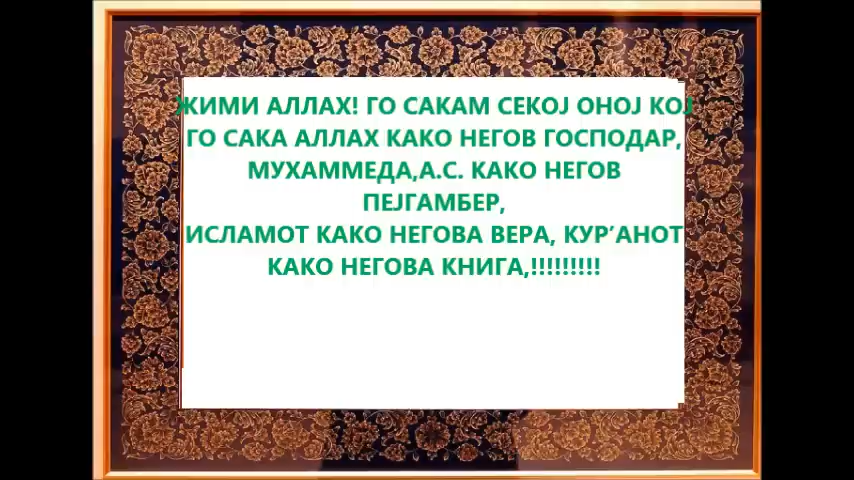 ЖИМИ АЛЛАХ! ГО САКАМ СЕКОЈ ОНОЈ КОЈ
ГО САКА АЛЛАХ КАКО НЕГОВ ГОСПОДАР,
МУХАММЕДА,А.С. КАКО НЕГОВ
ПЕЈГАМБЕР,
ИСЛАМОТ КАКО НЕГОВА ВЕРА, КУР’АНОТ
КАКО НЕГОВА КНИГА,!!!!!!!!!